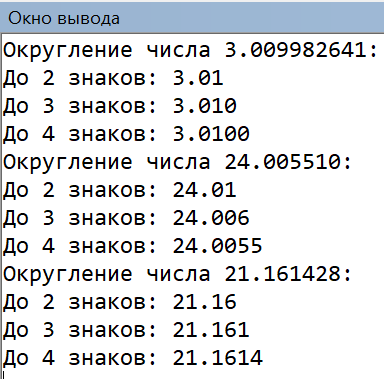 Окно вывода
Округление числа 3.009982641:
До 2 знаков: 3.01
До 3 знаков: 3.010
До 4 знаков: 3.0100
Округление числа 24.005510:
До 2 знаков: 24.01
До 3 знаков: 24.006
До 4 знаков: 24.0055
Округление числа 21.161428:
До 2 знаков: 21.16
До 3 знаков: 21.161
До 4 знаков: 21.1614